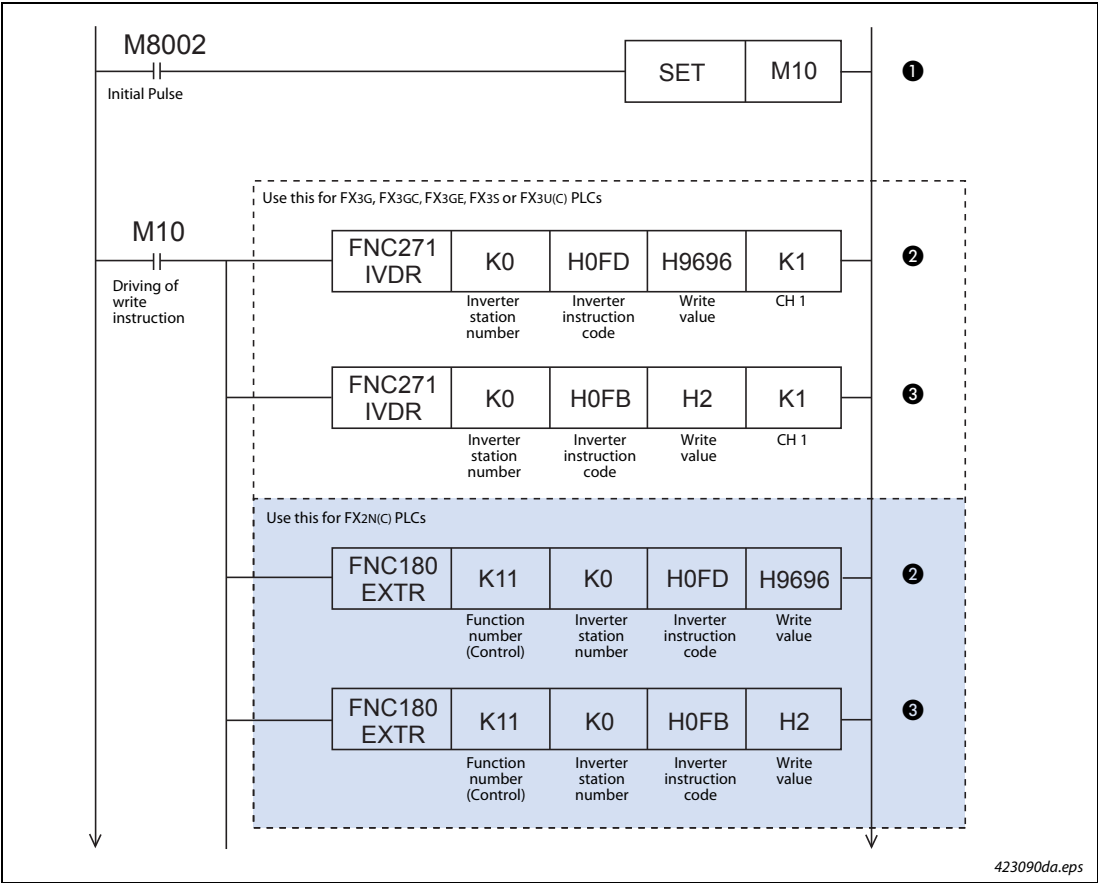 M8002
Initial Pulse
SET M10 ❶
Use this for FX3G, FX3GC, FX3GE, FX3S or FX3U(C) PLCs
M10
Driving of
write
instruction
FNC271
IVDR K0 H0FD H9696 K1 ❷
Inverter Inverter Write CH 1
station instruction value
number code
FNC271
IVDR K0 H0FB H2 K1 ❸
Inverter Inverter Write CH 1
station instruction value
number code
Use this for FX2N(C) PLCs
FNC180
EXTR K11 K0 H0FD H9696 ❷
Function Inverter Inverter Write
number station instruction value
(Control) number code
FNC180
EXTR K11 K0 H0FB H2 ❸
Function Inverter Inverter Write
number station instruction value
(Control) number code
423090da.eps